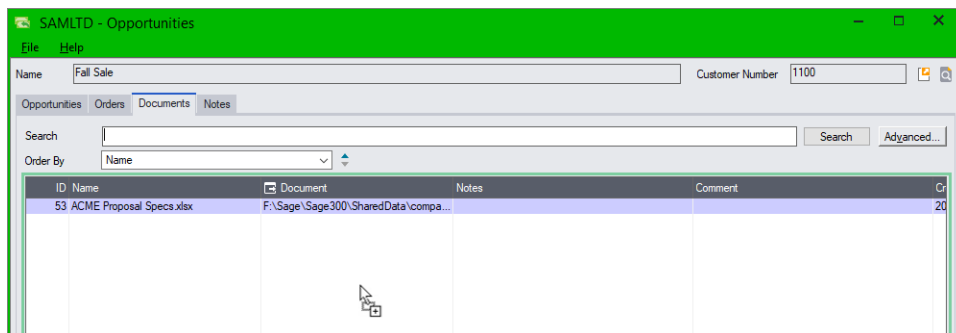 SAMLTD - Opportunities
File Help
Name Fall Sale Customer Number 1100
Opportunities Orders Documents Notes
Search Search Advanced...
Order By Name
ID Name Document Notes Comment Cr
53 ACME Proposal Specs.xlsx F:\Sage\Sage300\SharedData\compa... 20